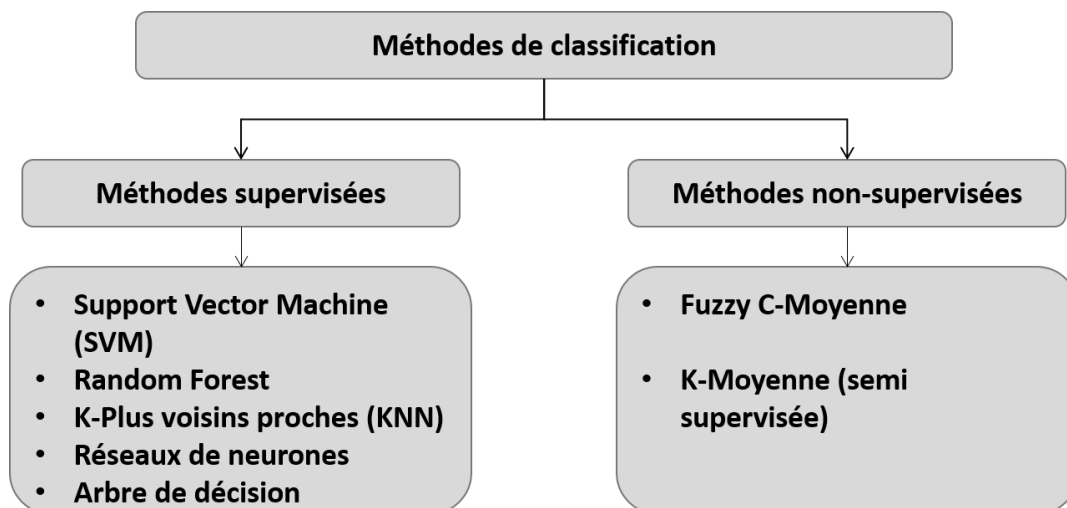 Méthodes de classification
Méthodes supervisées
Méthodes non-supervisées
• Support Vector Machine
(SVM)
• Random Forest
• K-Plus voisins proches (KNN)
• Réseaux de neurones
• Arbre de décision
• Fuzzy C-Moyenne
• K-Moyenne (semi
supervisée)